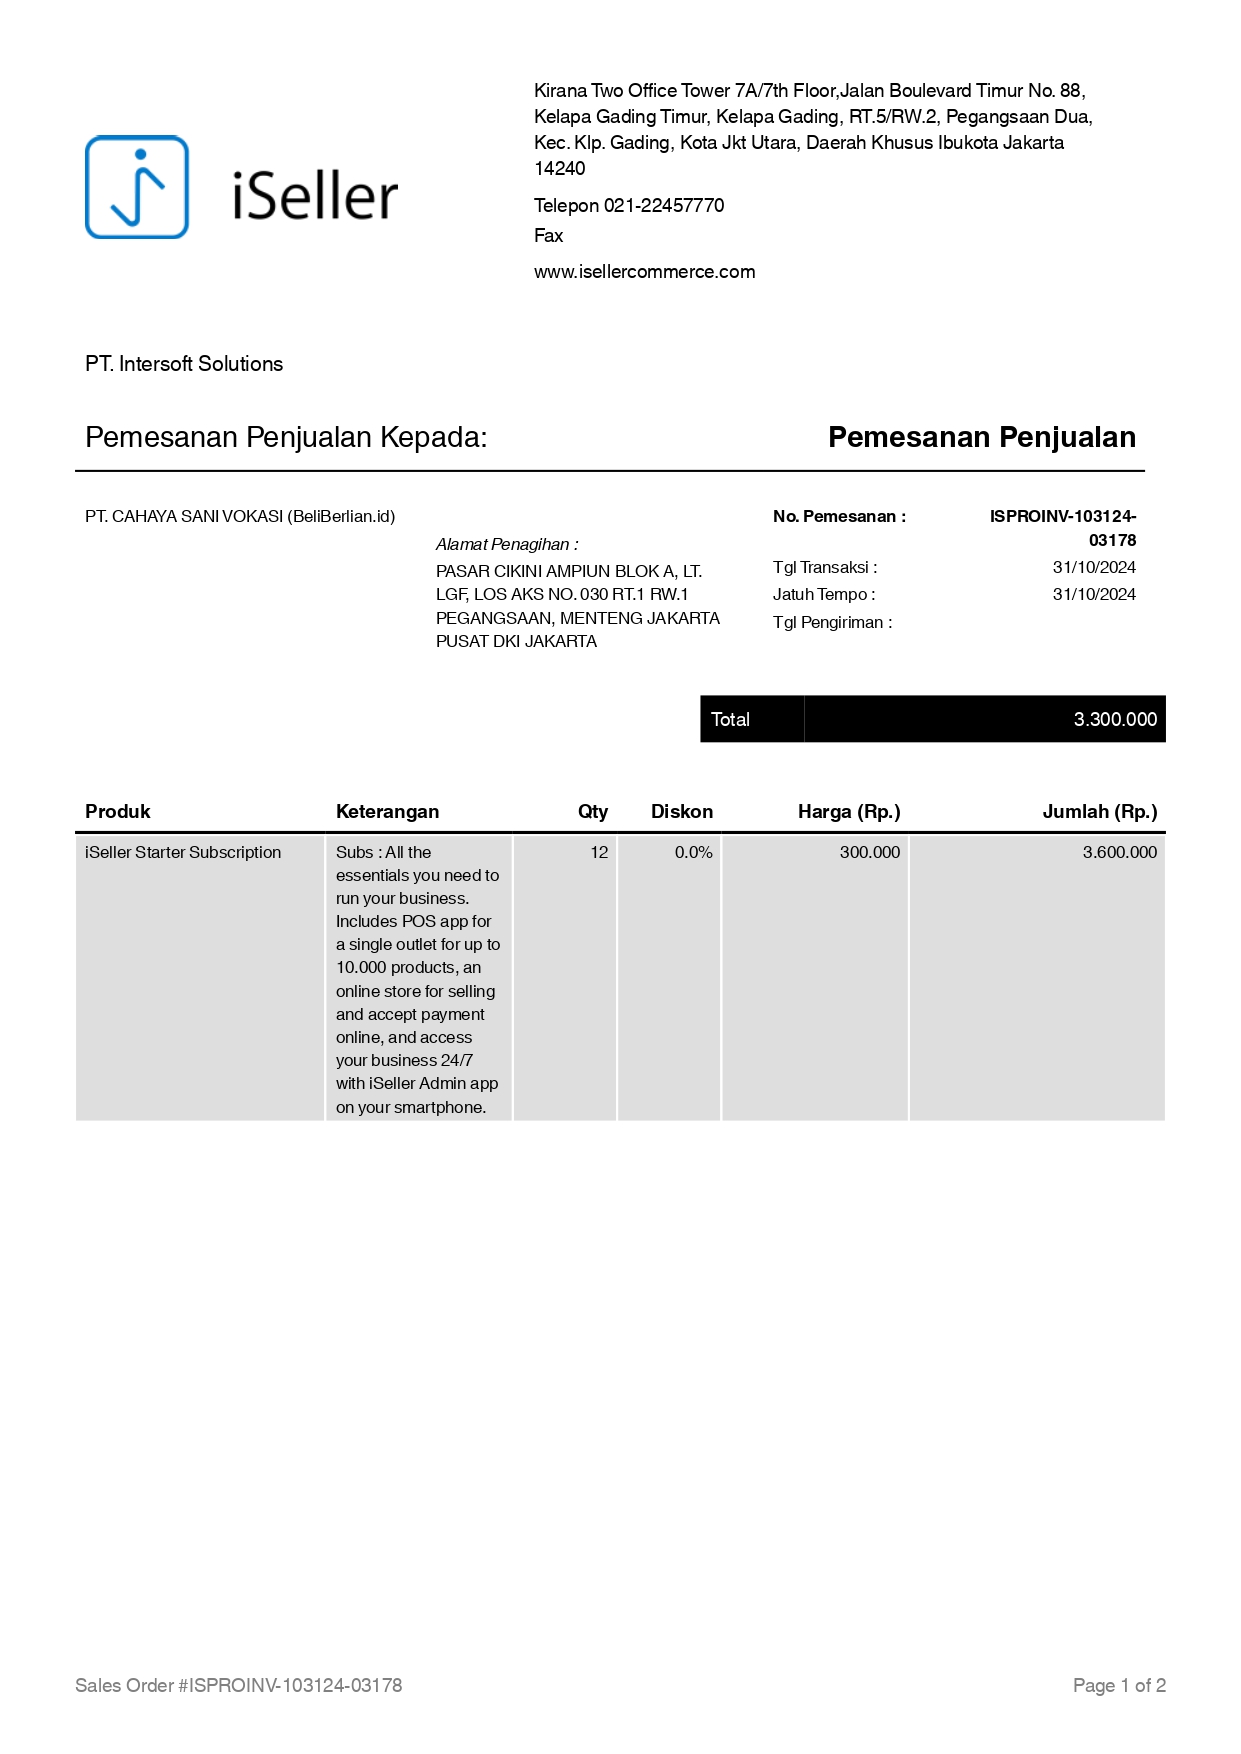 iSeller
Kirana Two Office Tower 7A/7th Floor,Jalan Boulevard Timur No. 88,
Kelapa Gading Timur, Kelapa Gading, RT.5/RW.2, Pegangsaan Dua,
Kec. Klp. Gading, Kota Jkt Utara, Daerah Khusus Ibukota Jakarta
14240
Telepon 021-22457770
Fax
www.isellercommerce.com
PT. Intersoft Solutions
Pemesanan Penjualan Kepada:
Pemesanan Penjualan
PT. CAHAYA SANI VOKASI (BeliBerlian.id)
Alamat Penagihan :
PASAR CIKINI AMPIUN BLOK A, LT.
LGF, LOS AKS NO. 030 RT.1 RW.1
PEGANGSAAN, MENTENG JAKARTA
PUSAT DKI JAKARTA
No. Pemesanan : ISPROINV-103124-
03178
Tgl Transaksi : 31/10/2024
Jatuh Tempo : 31/10/2024
Tgl Pengiriman :
Total 3.300.000
Produk Keterangan Qty Diskon Harga (Rp.) Jumlah (Rp.)
iSeller Starter Subscription Subs : All the 12 0.0% 300.000 3.600.000
essentials you need to
run your business.
Includes POS app for
a single outlet for up to
10.000 products, an
online store for selling
and accept payment
online, and access
your business 24/7
with iSeller Admin app
on your smartphone.
Sales Order #ISPROINV-103124-03178 Page 1 of 2